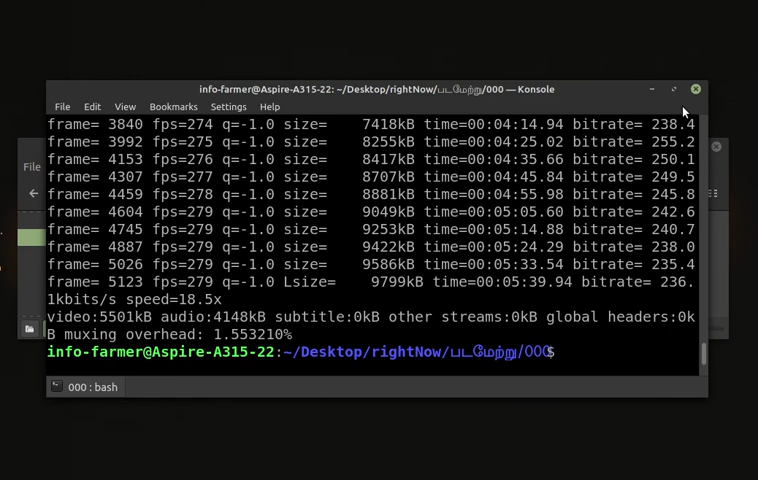 info-farmer@Aspire-A315-22: ~/Desktop/rightNow/படமேற்று/000 — Konsole
File Edit View Bookmarks Settings Help
frame= 3840 fps=274 q=-1.0 size=    7418kB time=00:04:14.94 bitrate= 238.4
frame= 3992 fps=275 q=-1.0 size=    8255kB time=00:04:25.02 bitrate= 255.2
frame= 4153 fps=276 q=-1.0 size=    8417kB time=00:04:35.66 bitrate= 250.1
File
frame= 4307 fps=277 q=-1.0 size=    8707kB time=00:04:45.84 bitrate= 249.5
frame= 4459 fps=278 q=-1.0 size=    8881kB time=00:04:55.98 bitrate= 245.8
frame= 4604 fps=279 q=-1.0 size=    9049kB time=00:05:05.60 bitrate= 242.6
frame= 4745 fps=279 q=-1.0 size=    9253kB time=00:05:14.88 bitrate= 240.7
frame= 4887 fps=279 q=-1.0 size=    9422kB time=00:05:24.29 bitrate= 238.0
frame= 5026 fps=279 q=-1.0 size=    9586kB time=00:05:33.54 bitrate= 235.4
frame= 5123 fps=279 q=-1.0 Lsize=    9799kB time=00:05:39.94 bitrate= 236.
1kbits/s speed=18.5x
video:5501kB audio:4148kB subtitle:0kB other streams:0kB global headers:0k
B muxing overhead: 1.553210%
info-farmer@Aspire-A315-22:~/Desktop/rightNow/படமேற்று/000$
000 : bash